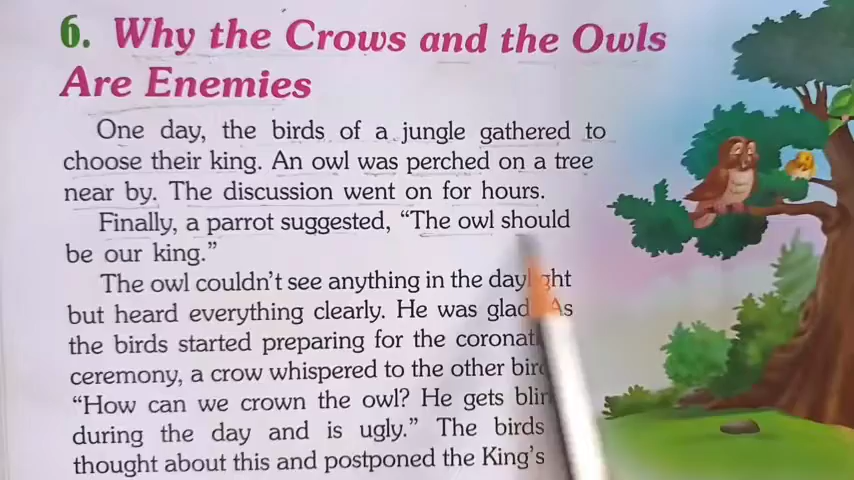 6. Why the Crows and the Owls
Are Enemies
One day, the birds of a jungle gathered to
choose their king. An owl was perched on a tree
near by. The discussion went on for hours.
Finally, a parrot suggested, “The owl should
be our king.”
The owl couldn’t see anything in the daylight
but heard everything clearly. He was glad. As
the birds started preparing for the
ceremony, a crow whispered to the other
“How can we crown the owl? He gets
during the day and is ugly.” The birds
thought about this and postponed the King’s